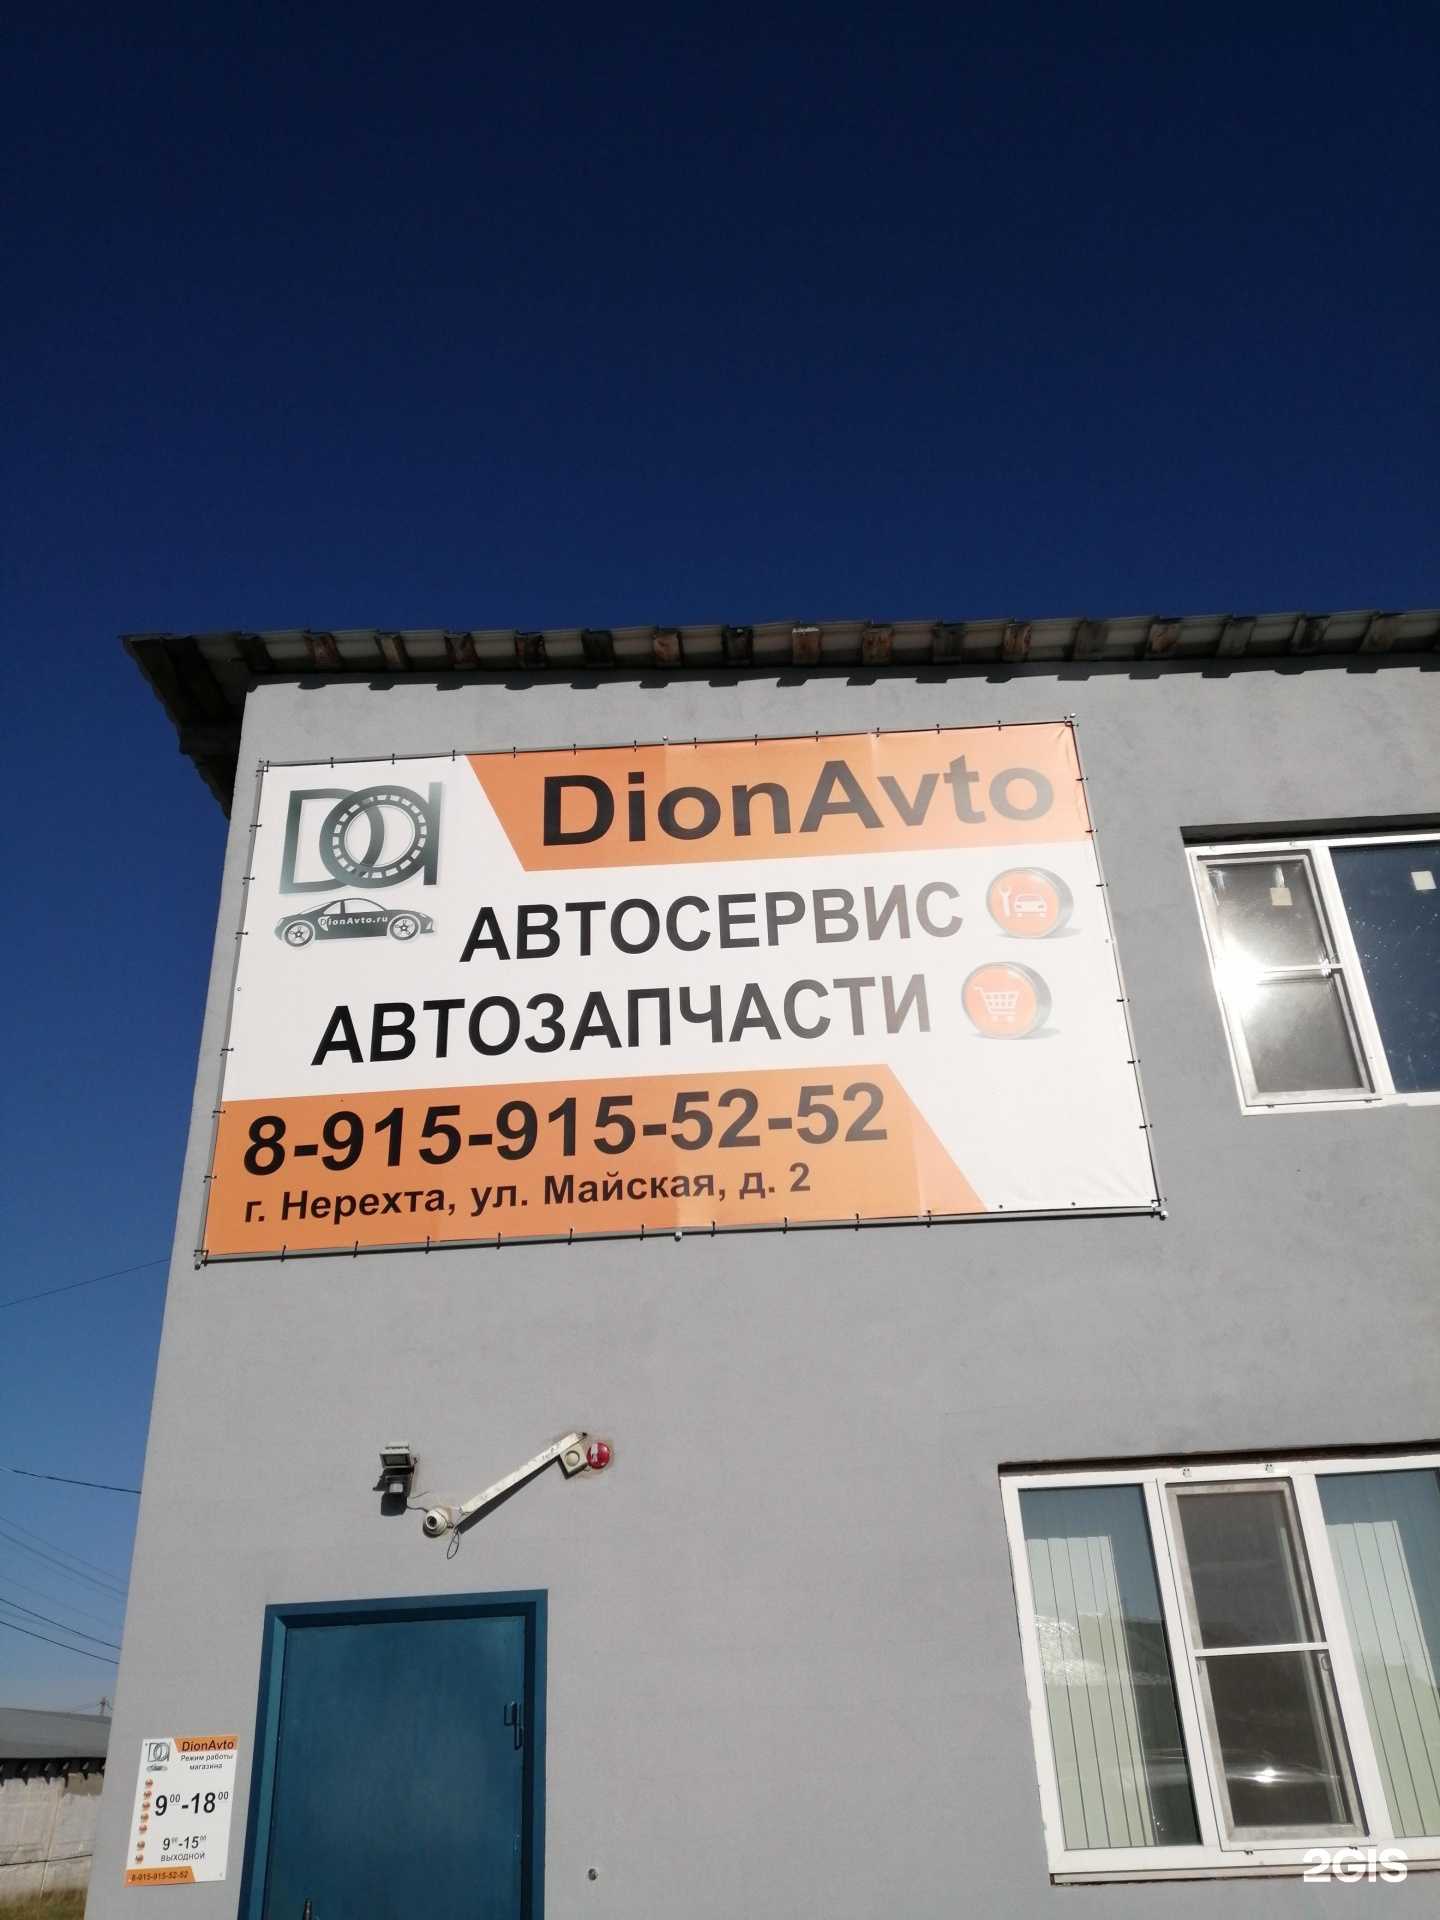 DA
DionAvto.ru
DionAvto
АВТОСЕРВИС
АВТОЗАПЧАСТИ
8-915-915-52-52
г. Нерехта, ул. Майская, д. 2
DionAvto
Режим работы
магазина
9⁰⁰-18⁰⁰
9⁰⁰-15⁰⁰
ВЫХОДНОЙ
8-915-915-52-52
2GIS